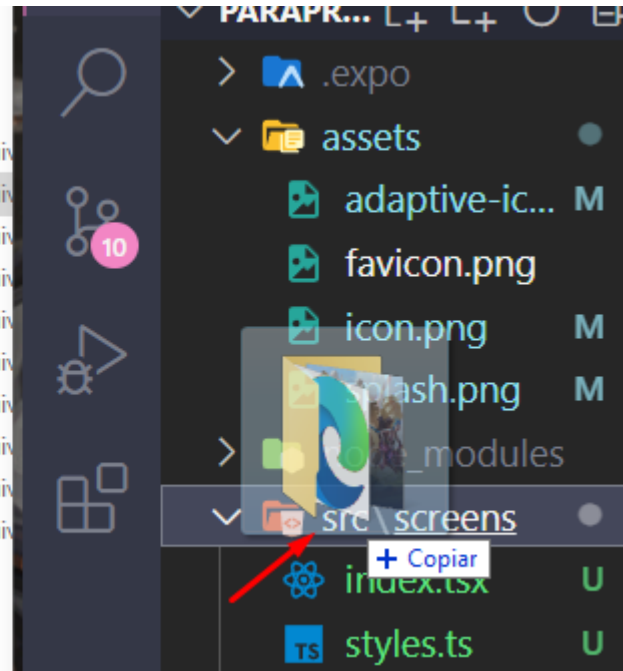 PARAPR...
.expo
assets
adaptive-ic... M
favicon.png
10
icon.png M
splash.png M
node_modules
src\screens
+ Copiar
index.tsx U
TS styles.ts U